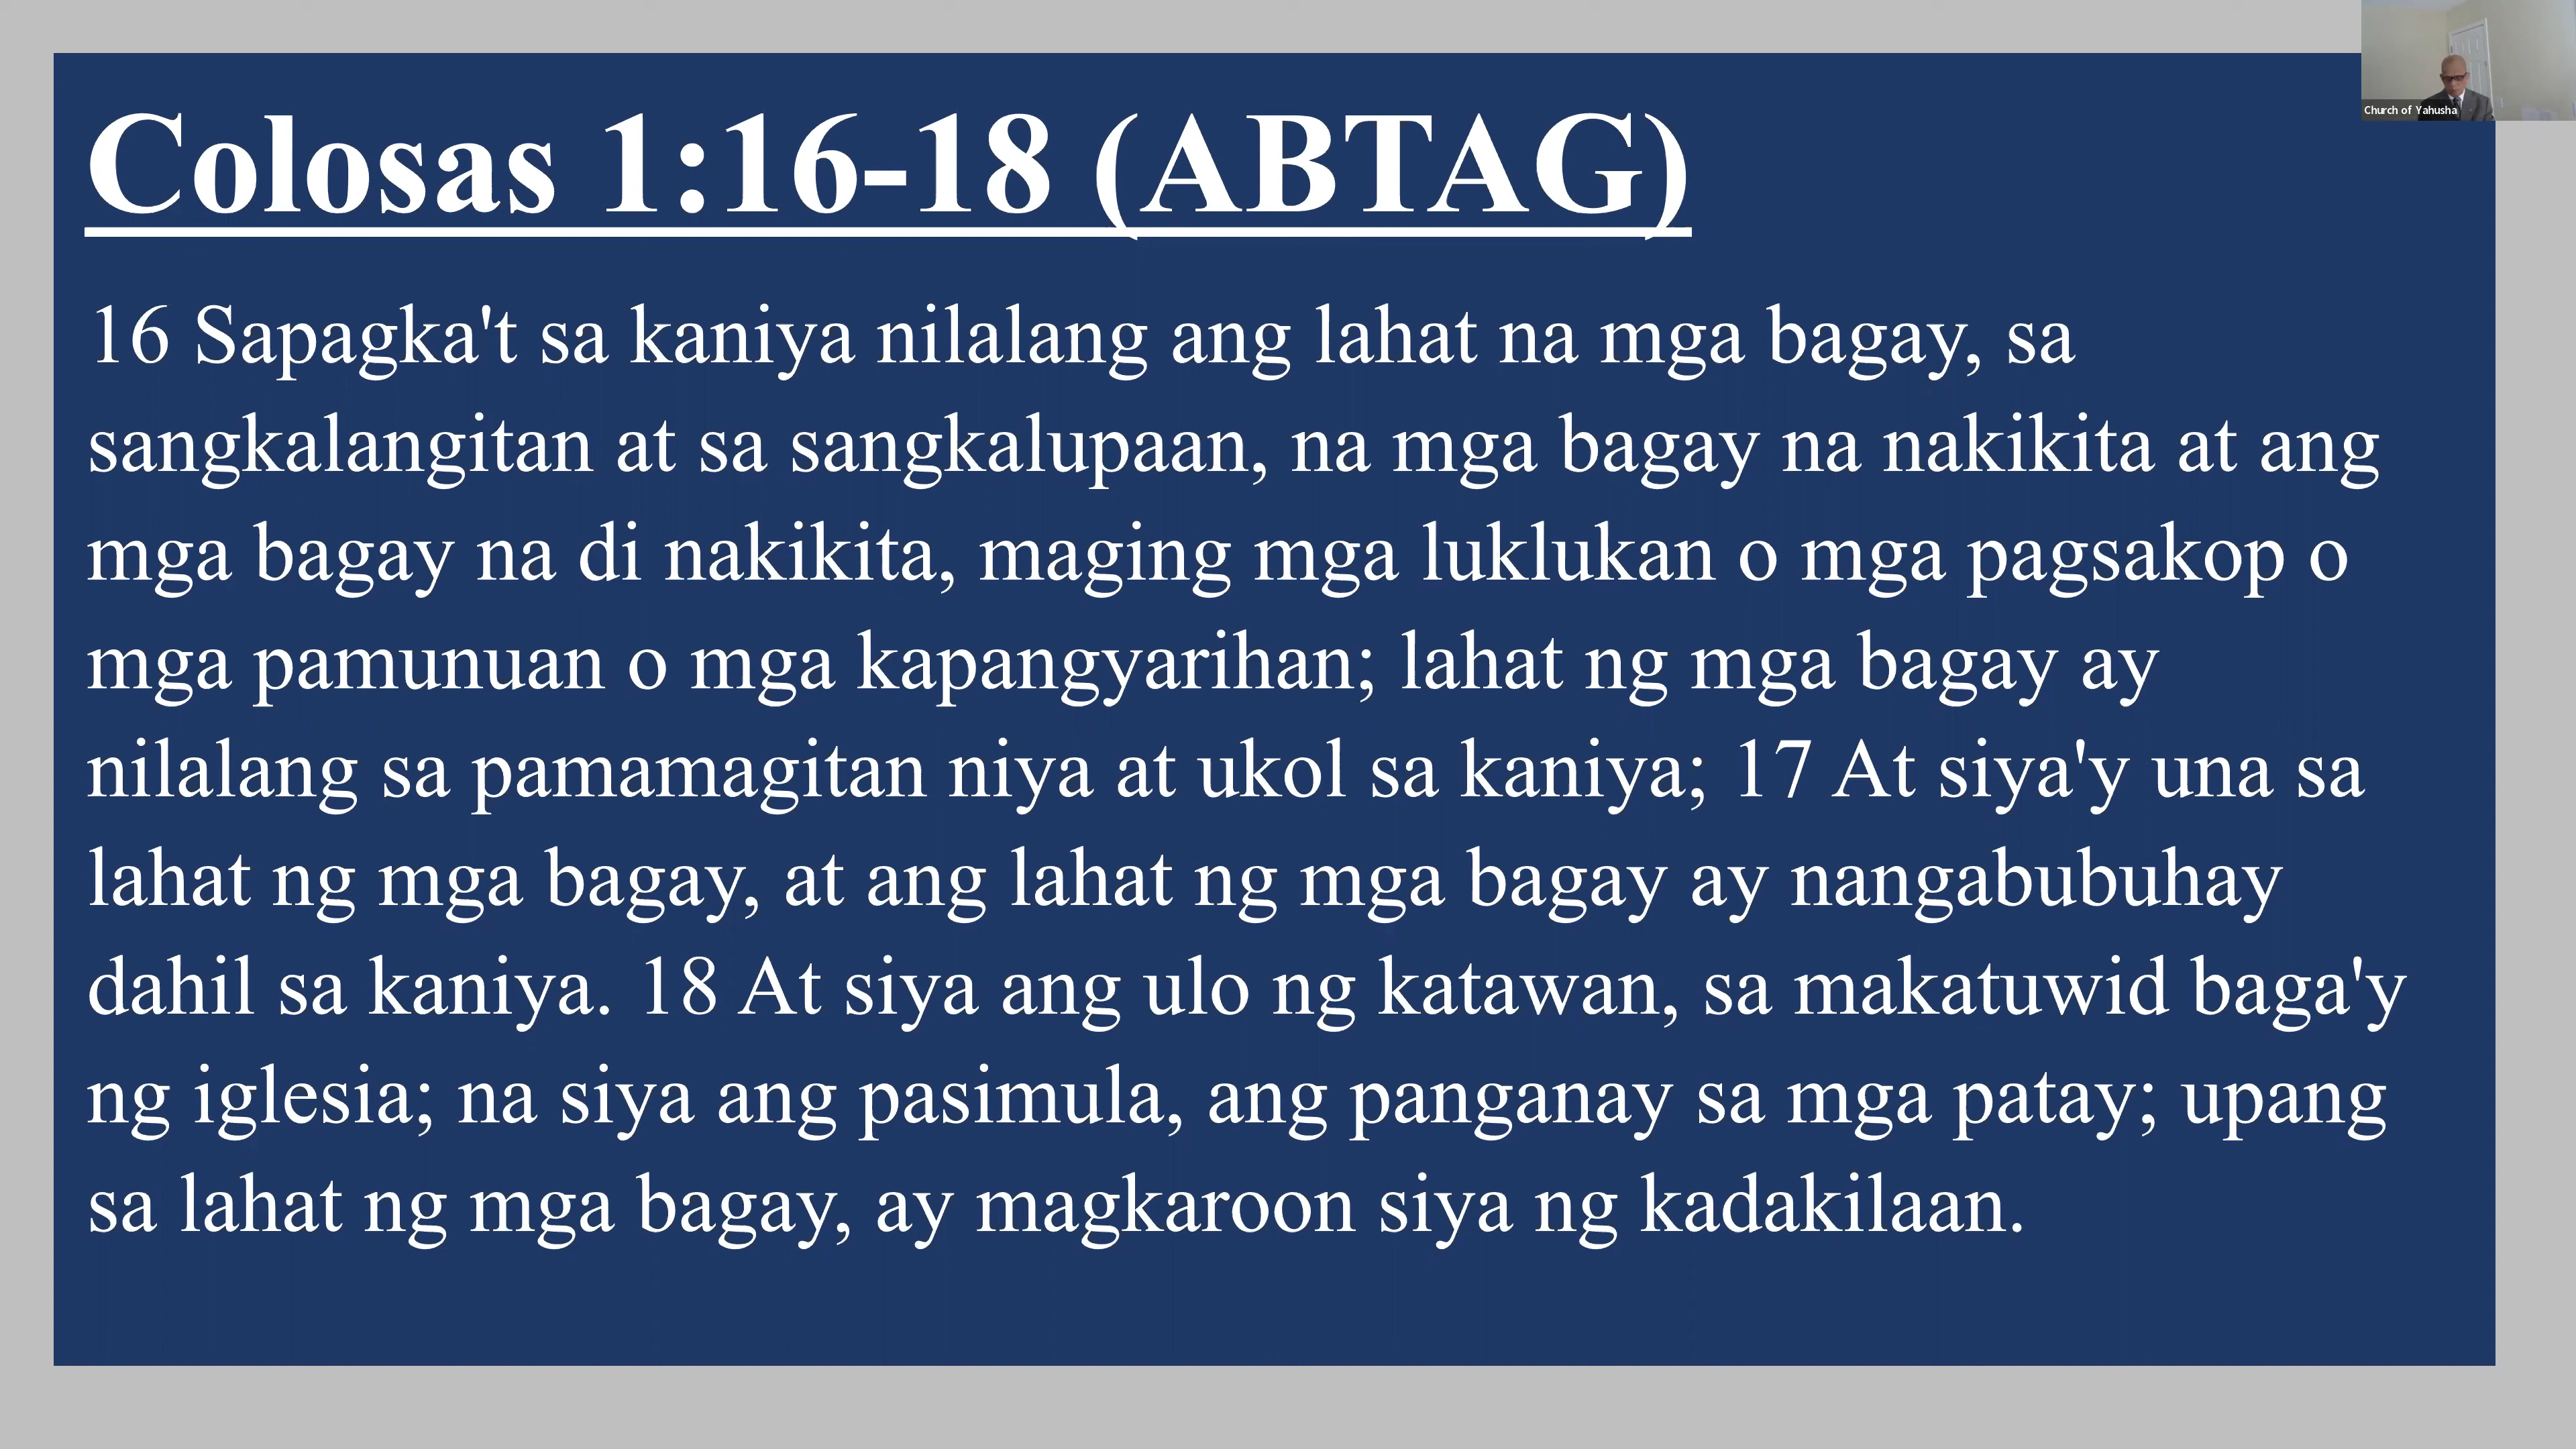 Colosas 1:16-18 (ABTAG)
16 Sapagka't sa kaniya nilalang ang lahat na mga bagay, sa
sangkalangitan at sa sangkalupaan, na mga bagay na nakikita at ang
mga bagay na di nakikita, maging mga luklukan o mga pagsakop o
mga pamunuan o mga kapangyarihan; lahat ng mga bagay ay
nilalang sa pamamagitan niya at ukol sa kaniya; 17 At siya'y una sa
lahat ng mga bagay, at ang lahat ng mga bagay ay nangabubuhay
dahil sa kaniya. 18 At siya ang ulo ng katawan, sa makatuwid baga'y
ng iglesia; na siya ang pasimula, ang panganay sa mga patay; upang
sa lahat ng mga bagay, ay magkaroon siya ng kadakilaan.
Church of Yahusha